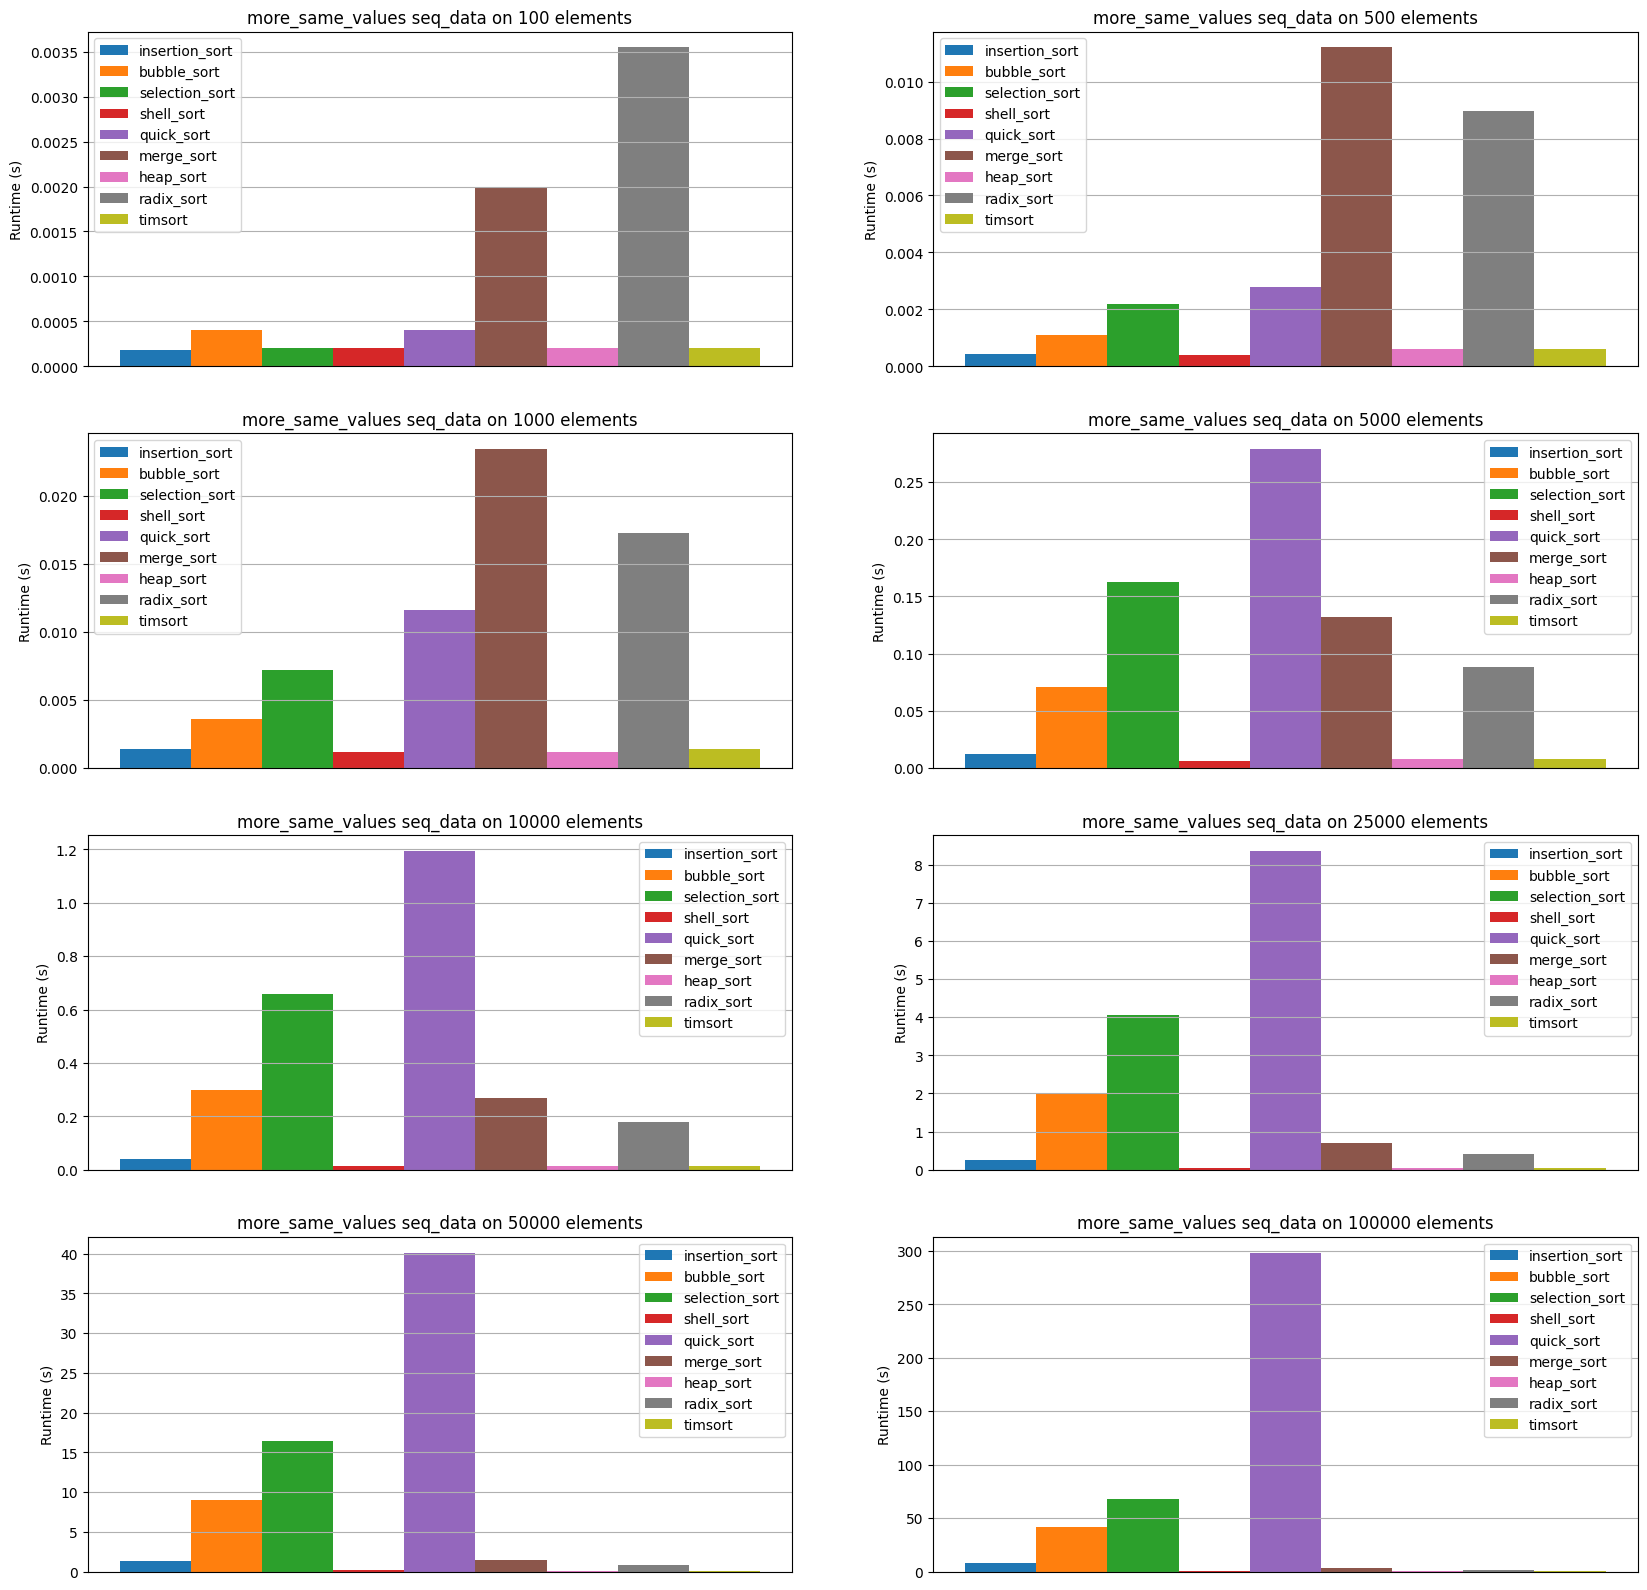 more_same_values seq_data on 100 elements
Runtime (s)
0.0035
0.0030
0.0025
0.0020
0.0015
0.0010
0.0005
0.0000
insertion_sort
bubble_sort
selection_sort
shell_sort
quick_sort
merge_sort
heap_sort
radix_sort
timsort
more_same_values seq_data on 500 elements
Runtime (s)
0.010
0.008
0.006
0.004
0.002
0.000
insertion_sort
bubble_sort
selection_sort
shell_sort
quick_sort
merge_sort
heap_sort
radix_sort
timsort
more_same_values seq_data on 1000 elements
Runtime (s)
0.020
0.015
0.010
0.005
0.000
insertion_sort
bubble_sort
selection_sort
shell_sort
quick_sort
merge_sort
heap_sort
radix_sort
timsort
more_same_values seq_data on 5000 elements
Runtime (s)
0.25
0.20
0.15
0.10
0.05
0.00
insertion_sort
bubble_sort
selection_sort
shell_sort
quick_sort
merge_sort
heap_sort
radix_sort
timsort
more_same_values seq_data on 10000 elements
Runtime (s)
1.2
1.0
0.8
0.6
0.4
0.2
0.0
insertion_sort
bubble_sort
selection_sort
shell_sort
quick_sort
merge_sort
heap_sort
radix_sort
timsort
more_same_values seq_data on 25000 elements
Runtime (s)
8
7
6
5
4
3
2
1
0
insertion_sort
bubble_sort
selection_sort
shell_sort
quick_sort
merge_sort
heap_sort
radix_sort
timsort
more_same_values seq_data on 50000 elements
Runtime (s)
40
35
30
25
20
15
10
5
0
insertion_sort
bubble_sort
selection_sort
shell_sort
quick_sort
merge_sort
heap_sort
radix_sort
timsort
more_same_values seq_data on 100000 elements
Runtime (s)
300
250
200
150
100
50
0
insertion_sort
bubble_sort
selection_sort
shell_sort
quick_sort
merge_sort
heap_sort
radix_sort
timsort